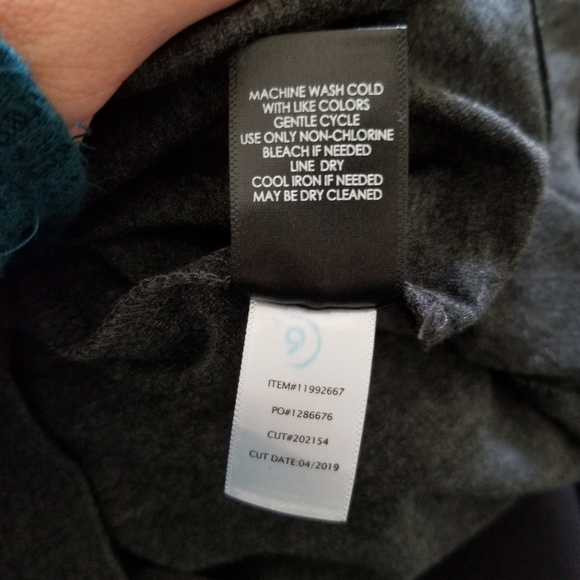 MACHINE WASH COLD
WITH LIKE COLORS
GENTLE CYCLE
USE ONLY NON-CHLORINE
BLEACH IF NEEDED
LINE DRY
COOL IRON IF NEEDED
MAY BE DRY CLEANED
9
ITEM#11992667
PO#1286676
CUT#202154
CUT DATE:04/2019